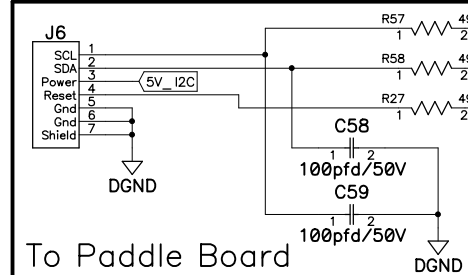 J6
SCL 1
SDA 2
Power 3
Reset 4
Gnd 5
Gnd 6
Shield 7
5V_I2C
DGND
R57
1 2
R58
1 2
R27
1 2
C58
1 2
100pfd/50V
C59
1 2
100pfd/50V
DGND
To Paddle Board